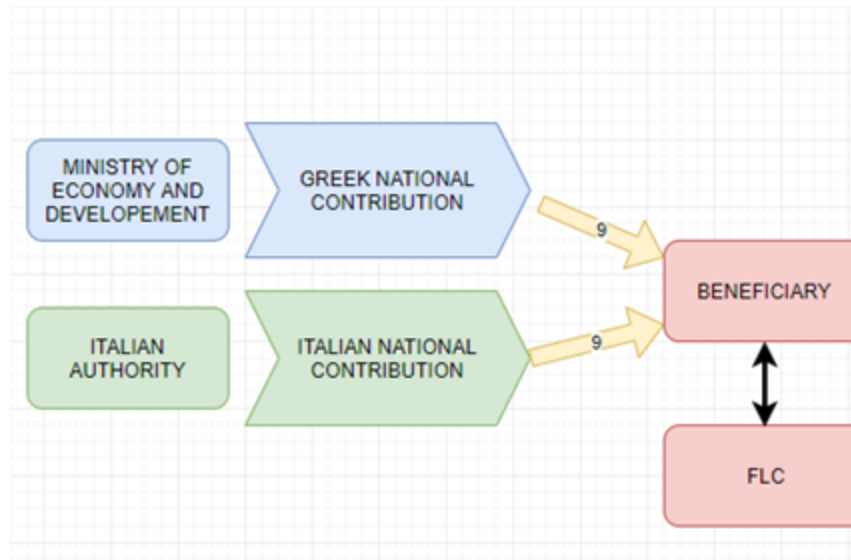 MINISTRY OF
ECONOMY AND
DEVELOPEMENT
GREEK NATIONAL
CONTRIBUTION
9
BENEFICIARY
ITALIAN
AUTHORITY
ITALIAN NATIONAL
CONTRIBUTION
9
FLC